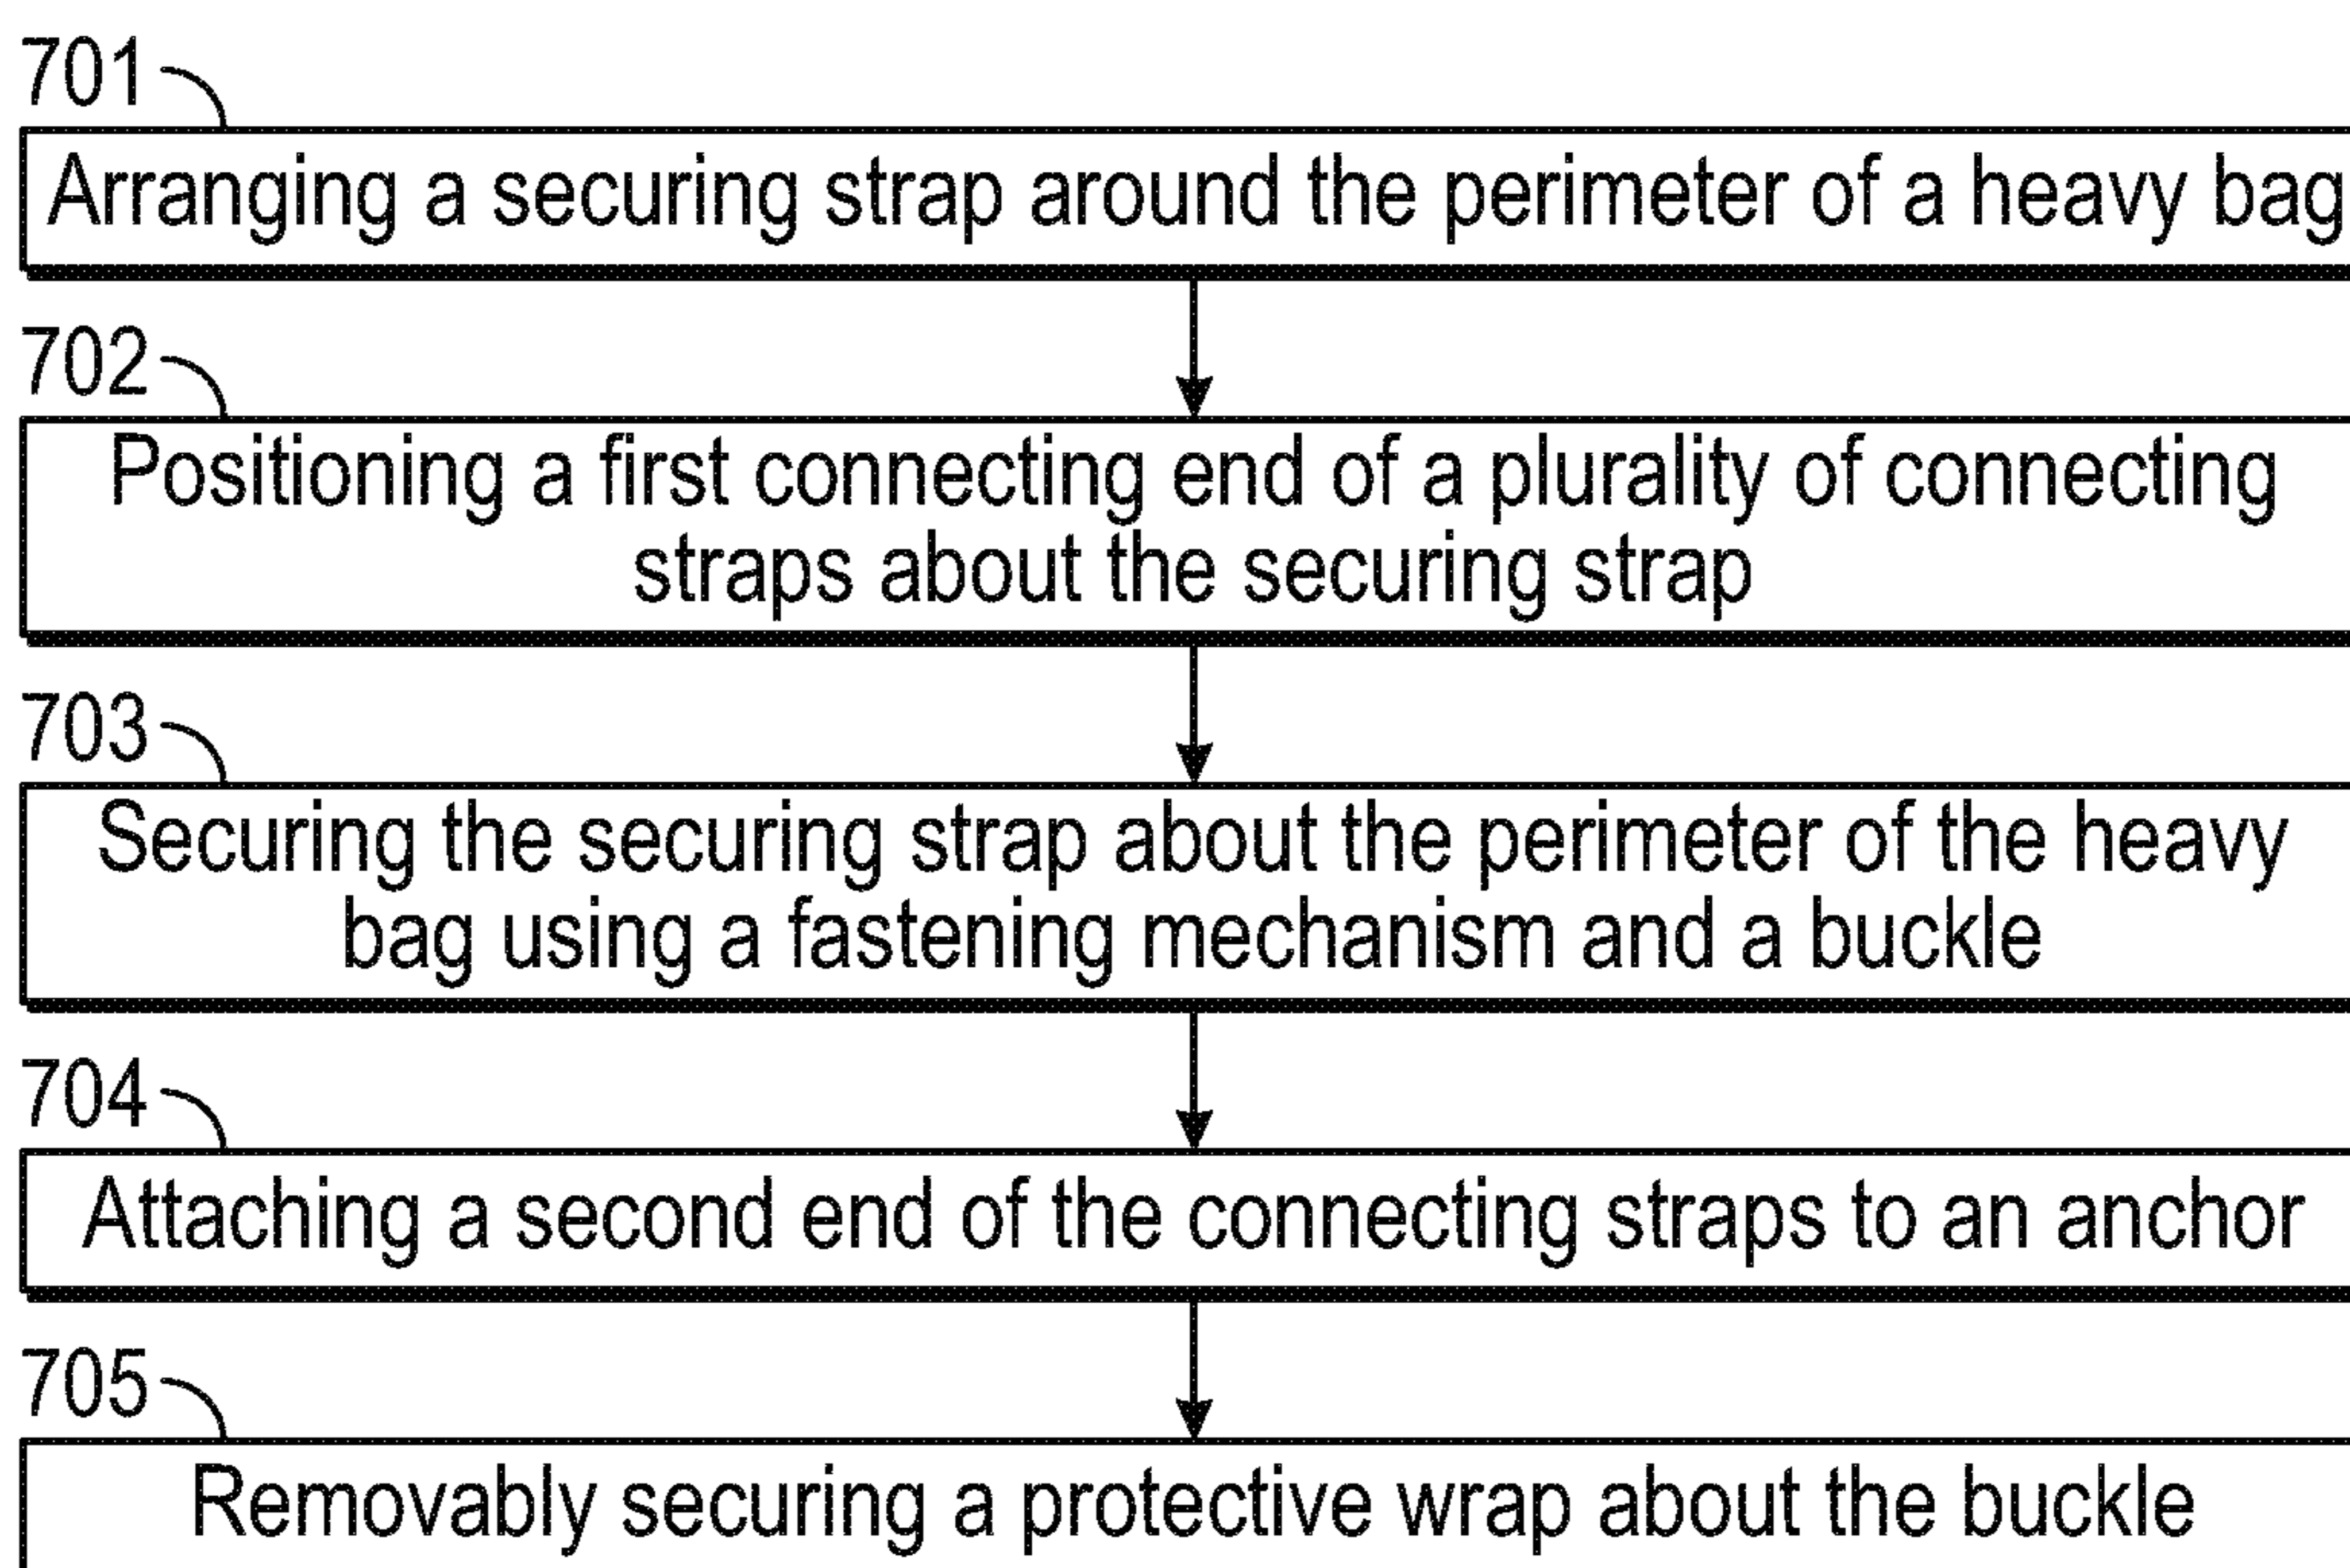 701
Arranging a securing strap around the perimeter of a heavy bag
702
Positioning a first connecting end of a plurality of connecting
straps about the securing strap
703
Securing the securing strap about the perimeter of the heavy
bag using a fastening mechanism and a buckle
704
Attaching a second end of the connecting straps to an anchor
705
Removably securing a protective wrap about the buckle